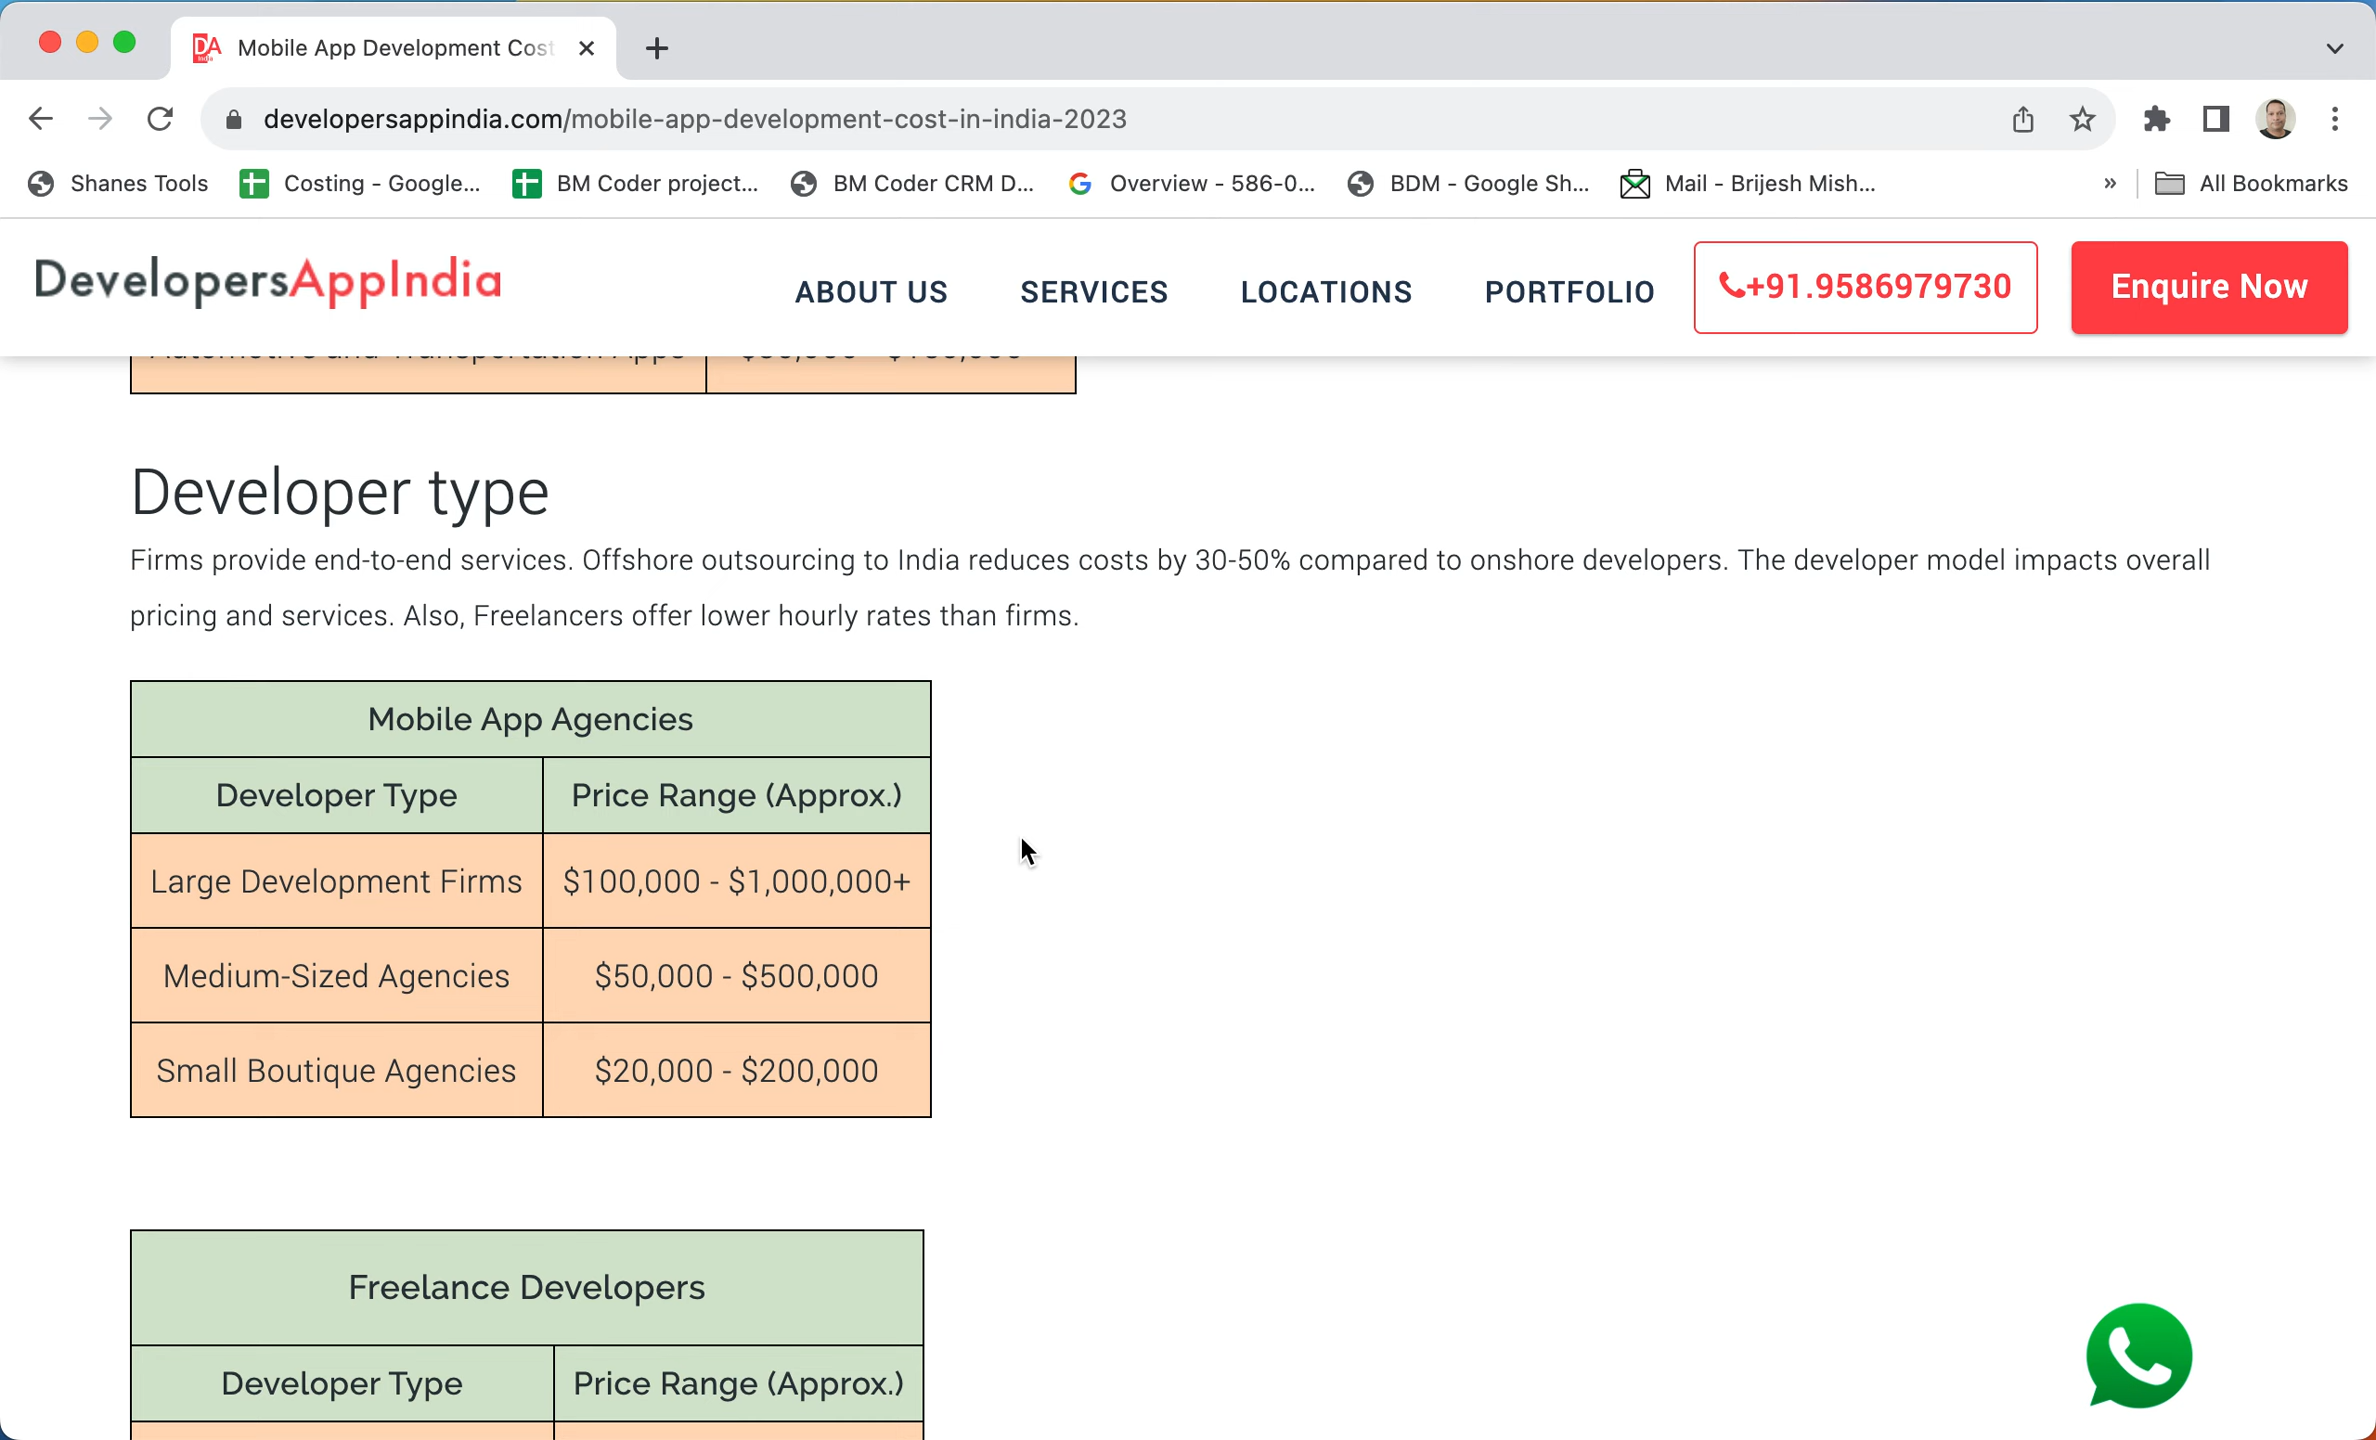 DA
India
Mobile App Development Cost
developersappindia.com/mobile-app-development-cost-in-india-2023
Shanes Tools
Costing - Google...
BM Coder project...
BM Coder CRM D...
Overview - 586-0...
BDM - Google Sh...
Mail - Brijesh Mish...
»
All Bookmarks
DevelopersAppIndia
ABOUT US
SERVICES
LOCATIONS
PORTFOLIO
+91.9586979730
Enquire Now
Automotive and Transportation Apps
Developer type
Firms provide end-to-end services. Offshore outsourcing to India reduces costs by 30-50% compared to onshore developers. The developer model impacts overall
pricing and services. Also, Freelancers offer lower hourly rates than firms.
Mobile App Agencies
Developer Type
Price Range (Approx.)
Large Development Firms
$100,000 - $1,000,000+
Medium-Sized Agencies
$50,000 - $500,000
Small Boutique Agencies
$20,000 - $200,000
Freelance Developers
Developer Type
Price Range (Approx.)